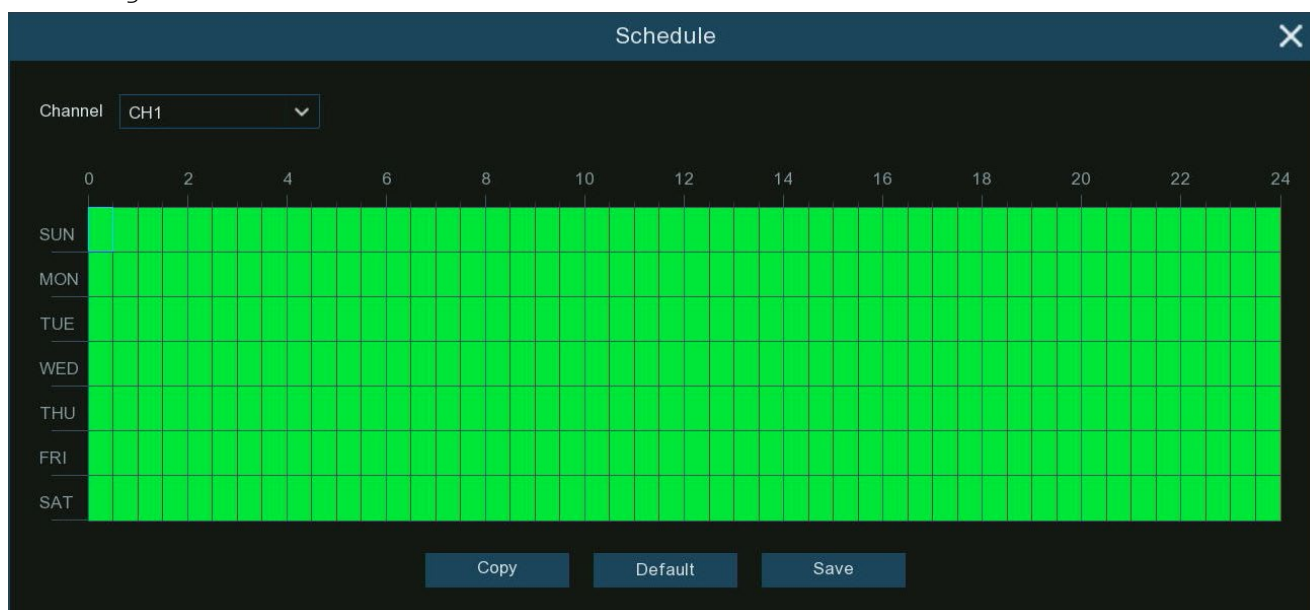 Schedule
Channel CH1
0 2 4 6 8 10 12 14 16 18 20 22 24
SUN
MON
TUE
WED
THU
FRI
SAT
Copy Default Save